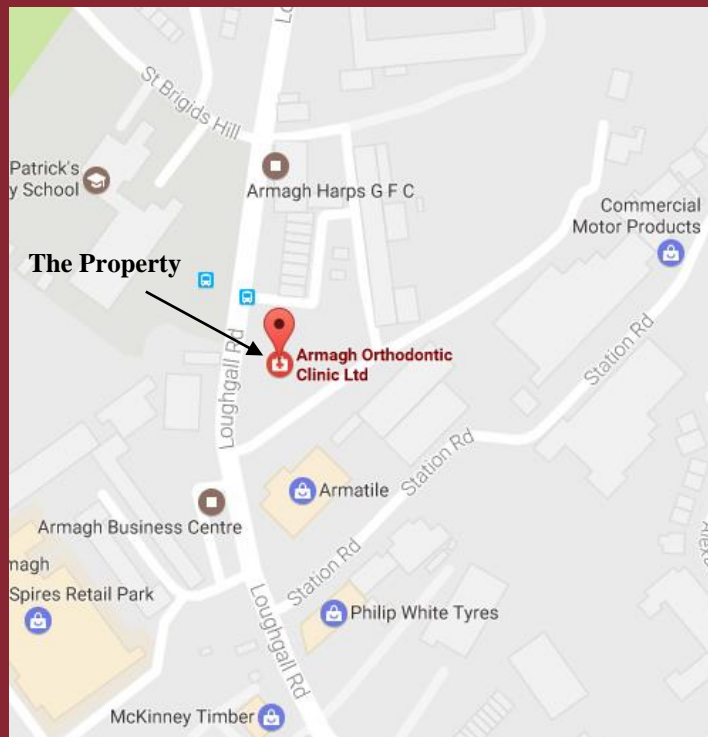 Lo
St Brigids Hill
Patrick's
y School
Armagh Harps G F C
Commercial
Motor Products
The Property
Loughgall Rd
Armagh Orthodontic
Clinic Ltd
Station Rd
Armatile
Station Rd
Armagh Business Centre
magh
Spires Retail Park
Station Rd
Alexa
Philip White Tyres
Loughgall Rd
McKinney Timber